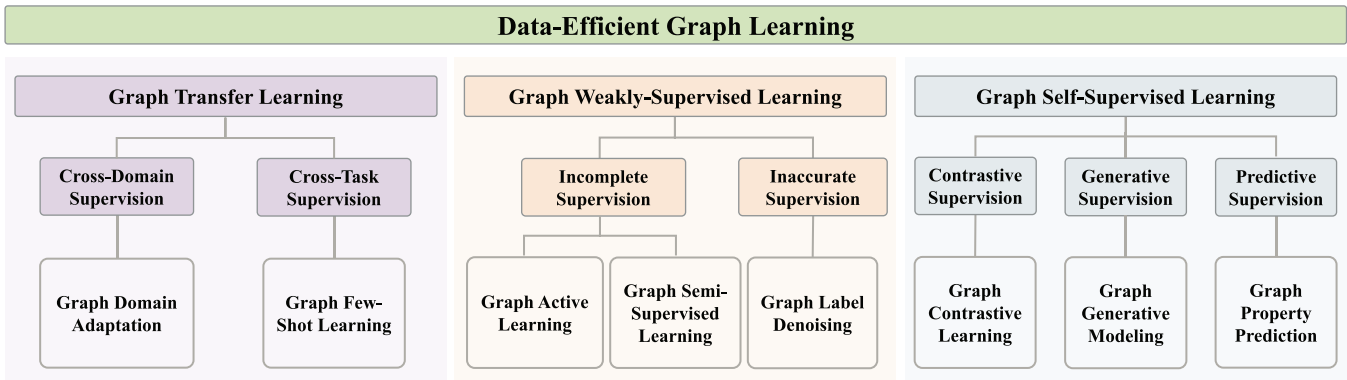 Data-Efficient Graph Learning
Graph Transfer Learning
Cross-Domain
Supervision
Cross-Task
Supervision
Graph Domain
Adaptation
Graph Few-
Shot Learning
Graph Weakly-Supervised Learning
Incomplete
Supervision
Inaccurate
Supervision
Graph Active
Learning
Graph Semi-
Supervised
Learning
Graph Label
Denoising
Graph Self-Supervised Learning
Contrastive
Supervision
Generative
Supervision
Predictive
Supervision
Graph
Contrastive
Learning
Graph
Generative
Modeling
Graph
Property
Prediction